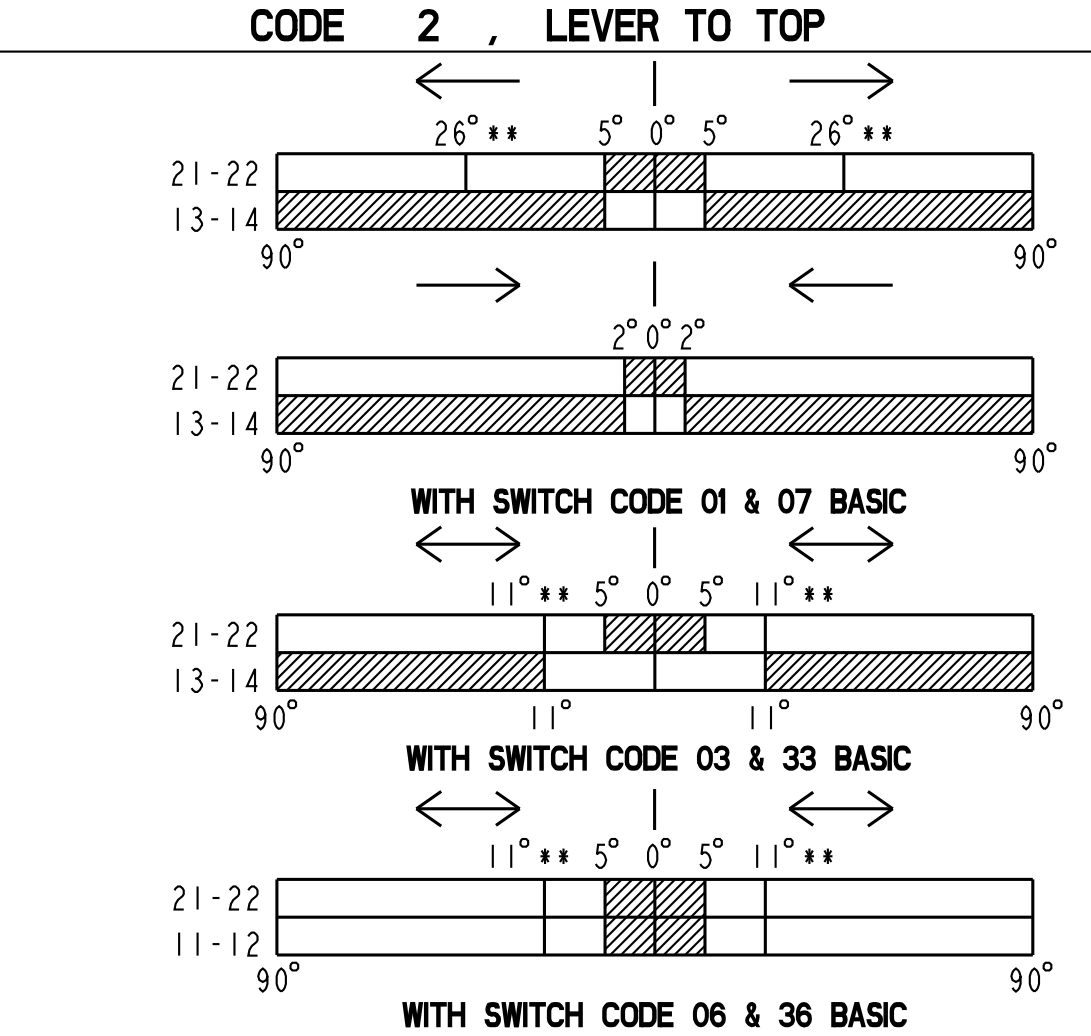 CODE 2 , LEVER TO TOP
26° ** 5° 0° 5° 26° **
21-22
13-14
90° 90°
2° 0° 2°
21-22
13-14
90° 90°
WITH SWITCH CODE 01 & 07 BASIC
11° ** 5° 0° 5° 11° **
21-22
13-14
90° 11° 11° 90°
WITH SWITCH CODE 03 & 33 BASIC
11° ** 5° 0° 5° 11° **
21-22
11-12
90° 90°
WITH SWITCH CODE 06 & 36 BASIC